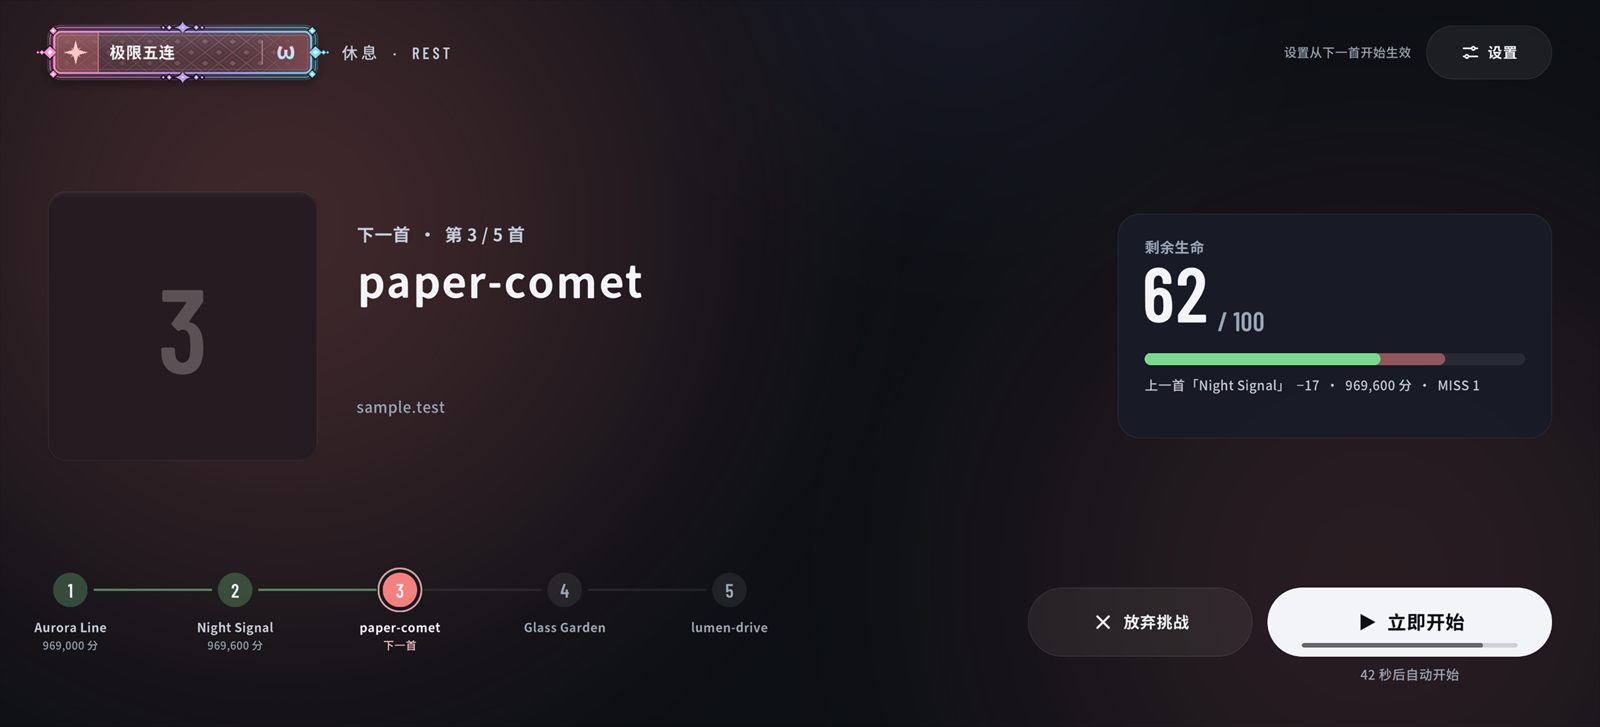 极限五连 ω
休息 · REST
设置从下一首开始生效
设置
3
下一首 · 第 3 / 5 首
paper-comet
sample.test
剩余生命
62 / 100
上一首「Night Signal」 −17 · 969,600 分 · MISS 1
1
2
3
4
5
Aurora Line
Night Signal
paper-comet
Glass Garden
lumen-drive
969,000 分
969,600 分
下一首
放弃挑战
立即开始
42 秒后自动开始